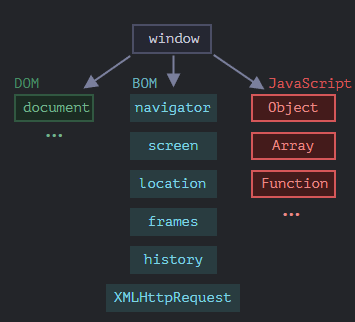 window
DOM BOM JavaScript
document navigator Object
... screen Array
location Function
frames ...
history
XMLHttpRequest